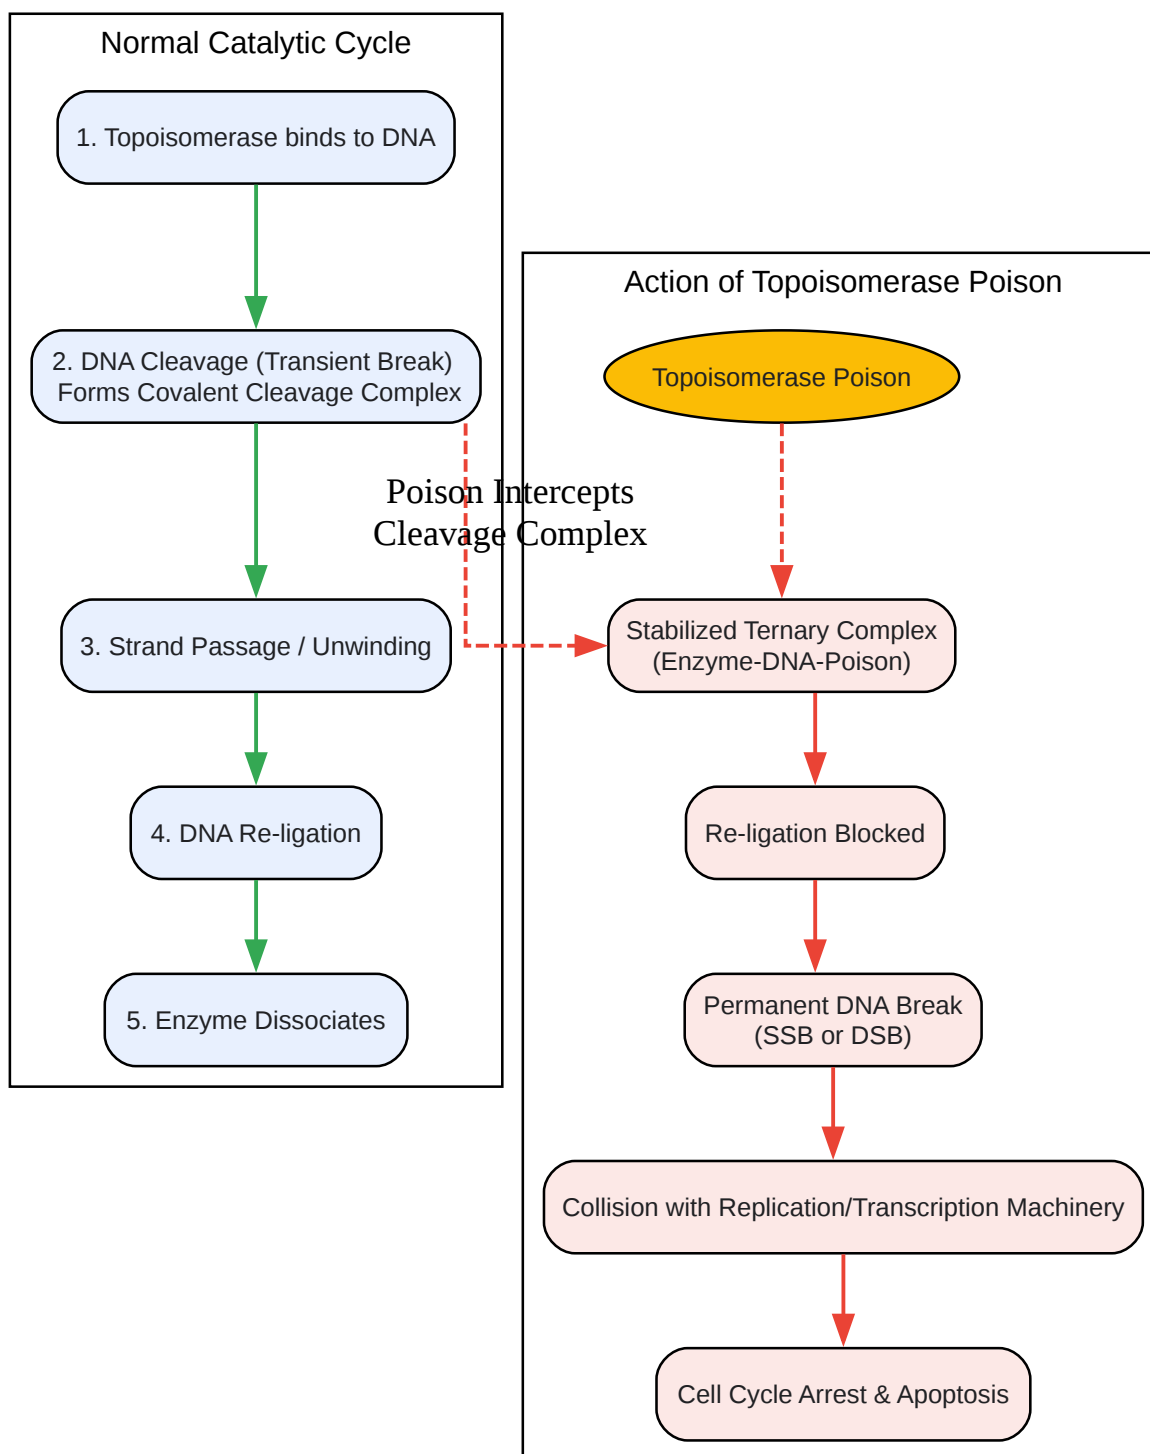 Normal Catalytic Cycle
1. Topoisomerase binds to DNA
2. DNA Cleavage (Transient Break)
Forms Covalent Cleavage Complex
3. Strand Passage / Unwinding
4. DNA Re-ligation
5. Enzyme Dissociates
Poison Intercepts
Cleavage Complex
Action of Topoisomerase Poison
Topoisomerase Poison
Stabilized Ternary Complex
(Enzyme-DNA-Poison)
Re-ligation Blocked
Permanent DNA Break
(SSB or DSB)
Collision with Replication/Transcription Machinery
Cell Cycle Arrest & Apoptosis